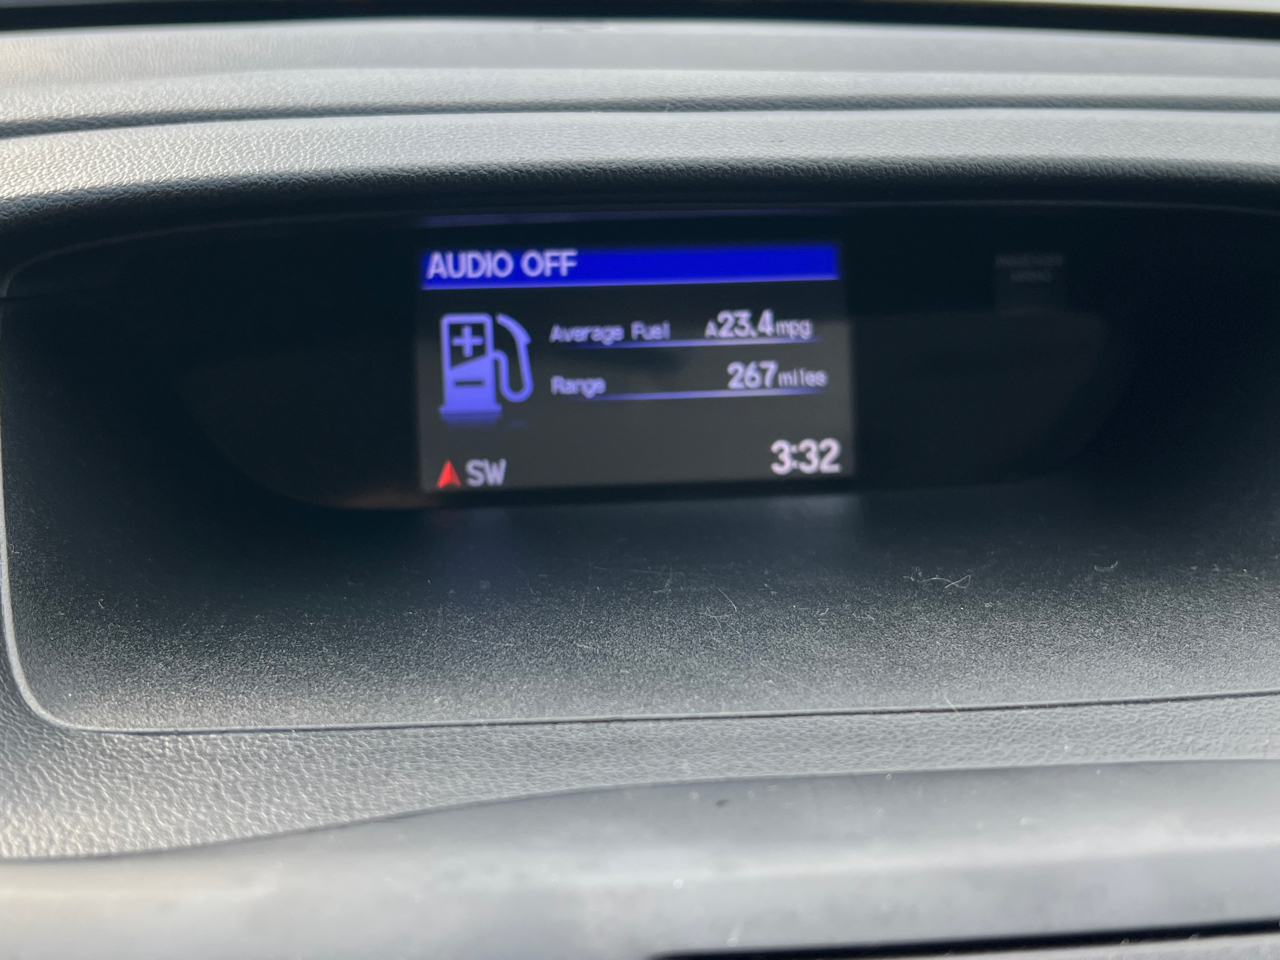 AUDIO OFF
Average Fuel A23.4mpg
Range 267miles
SW 3:32